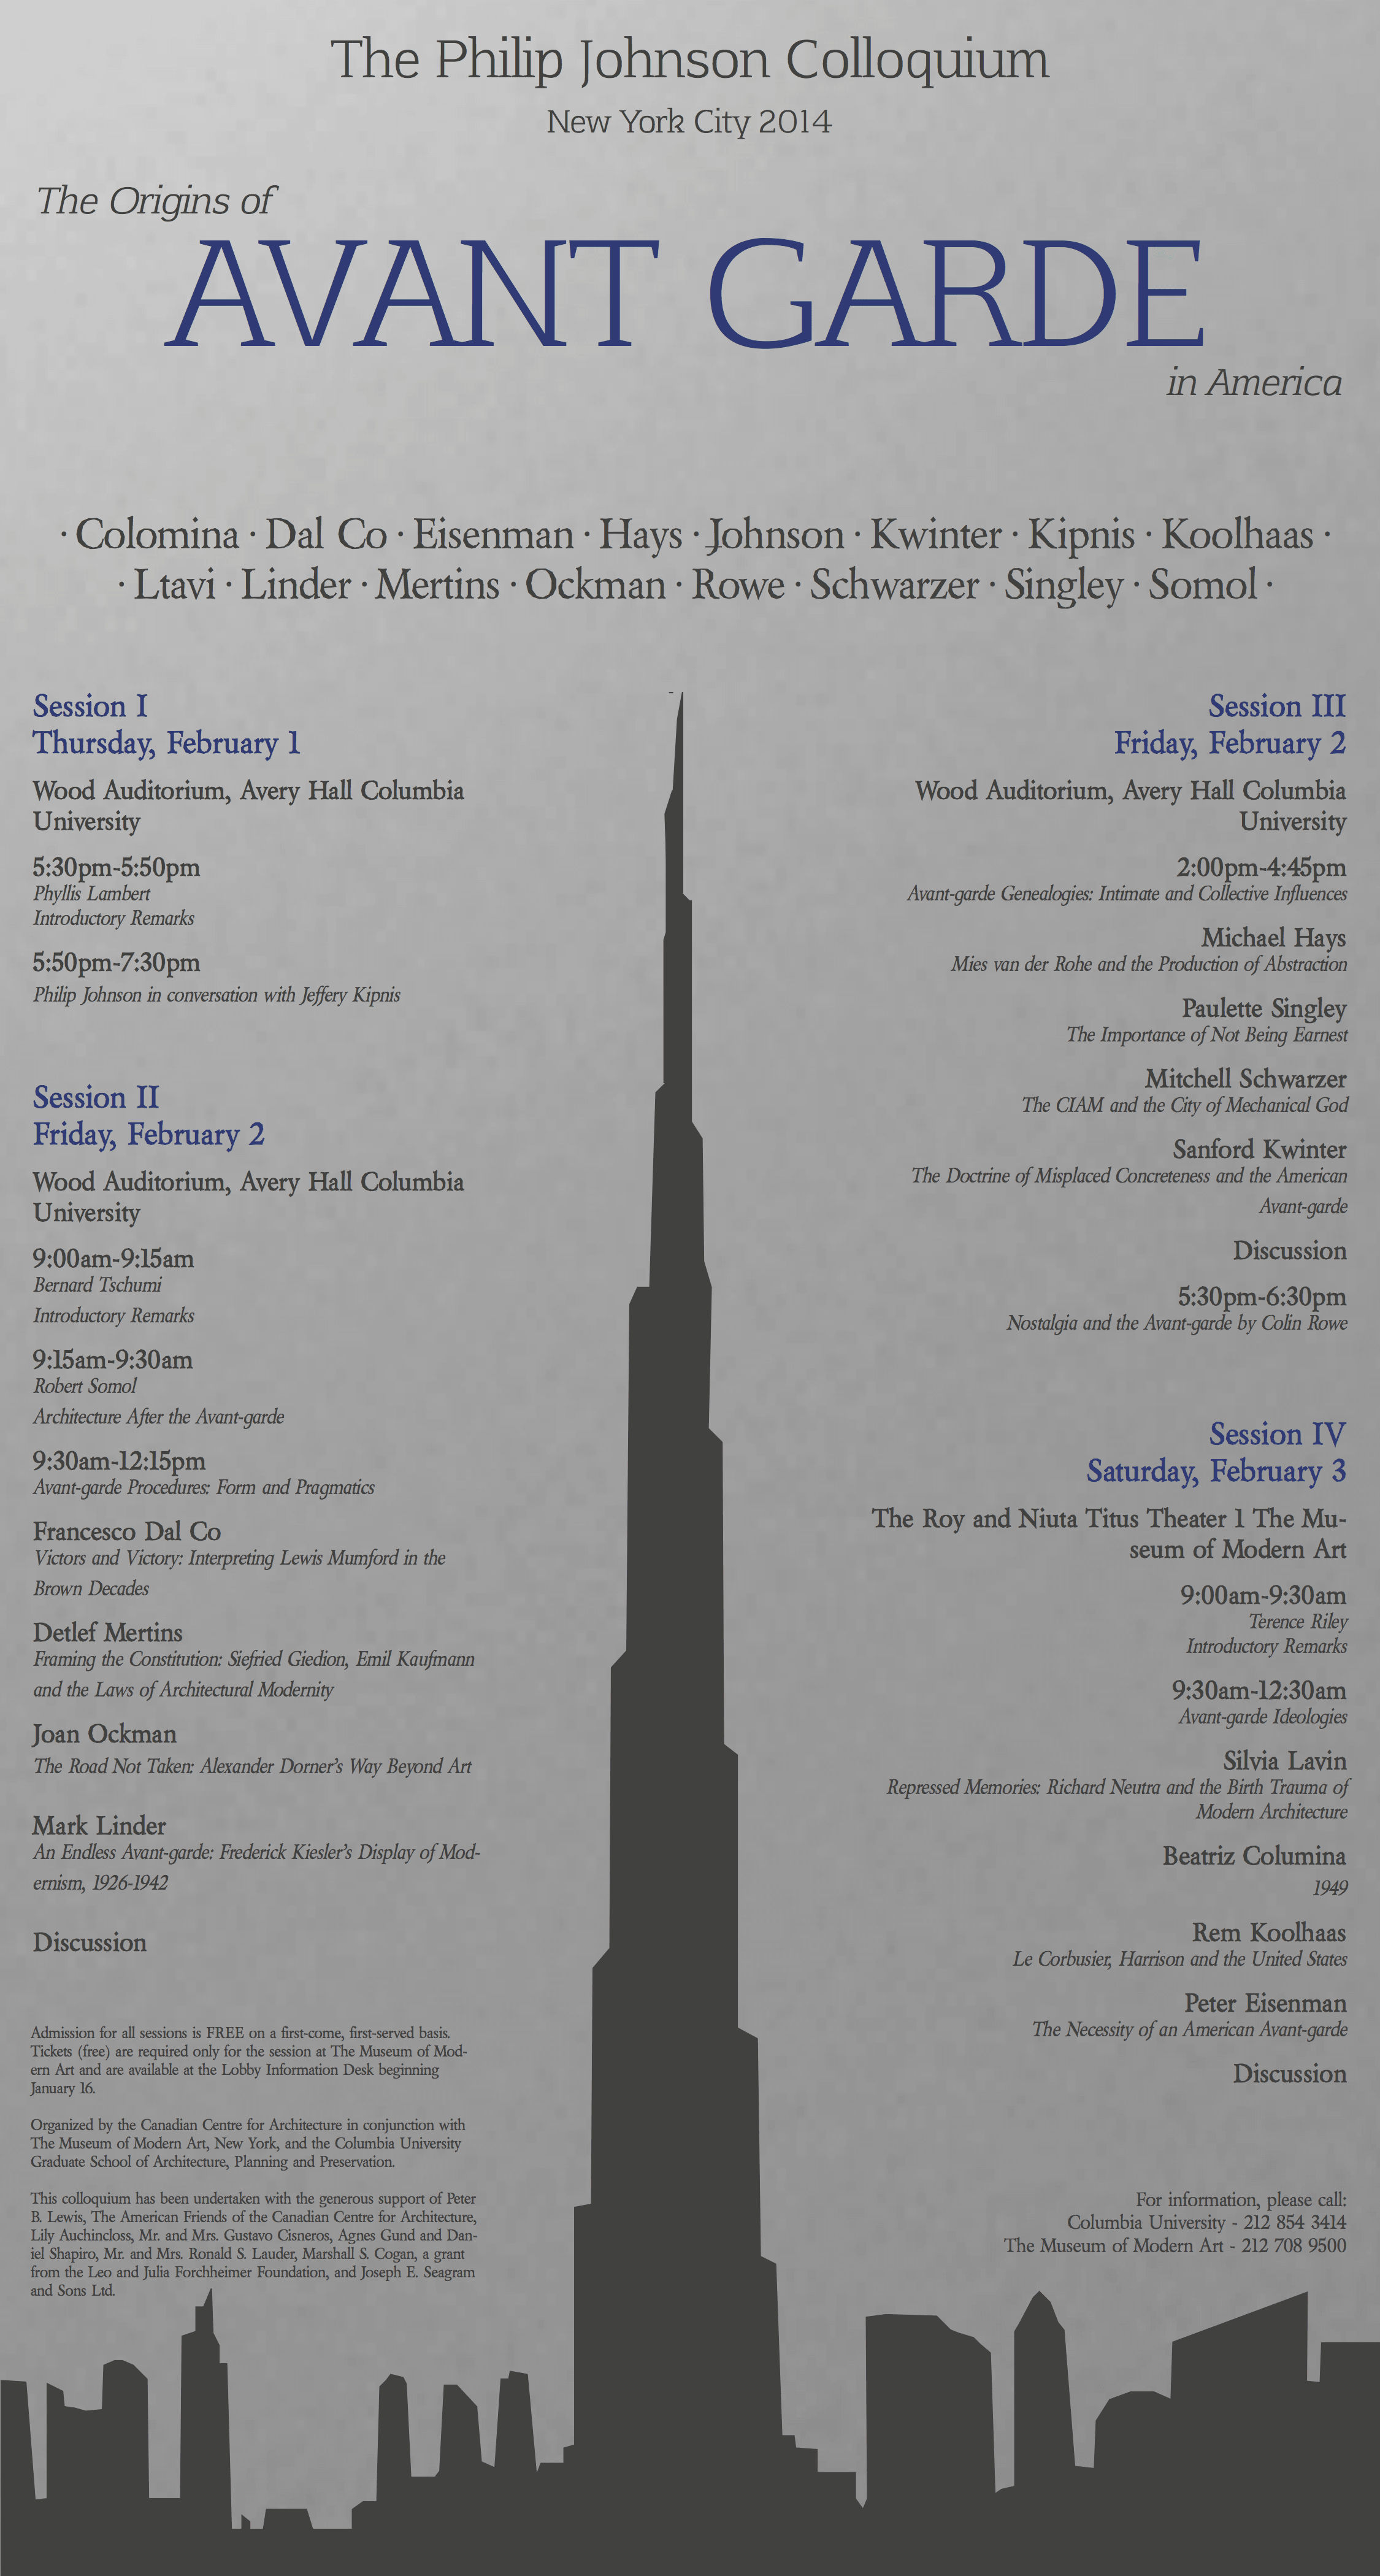 The Philip Johnson Colloquium
New York City 2014
The Origins of
AVANT GARDE
in America
· Colomina · Dal Co · Eisenman · Hays · Johnson · Kwinter · Kipnis · Koolhaas ·
· Ltavi · Linder · Mertins · Ockman · Rowe · Schwarzer · Singley · Somol ·
Session I
Thursday, February 1
Wood Auditorium, Avery Hall Columbia
University
5:30pm-5:50pm
Phyllis Lambert
Introductory Remarks
5:50pm-7:30pm
Philip Johnson in conversation with Jeffery Kipnis
Session II
Friday, February 2
Wood Auditorium, Avery Hall Columbia
University
9:00am-9:15am
Bernard Tschumi
Introductory Remarks
9:15am-9:30am
Robert Somol
Architecture After the Avant-garde
9:30am-12:15pm
Avant-garde Procedures: Form and Pragmatics
Francesco Dal Co
Victors and Victory: Interpreting Lewis Mumford in the
Brown Decades
Detlef Mertins
Framing the Constitution: Siefried Giedion, Emil Kaufmann
and the Laws of Architectural Modernity
Joan Ockman
The Road Not Taken: Alexander Dorner's Way Beyond Art
Mark Linder
An Endless Avant-garde: Frederick Kiesler's Display of Mod-
ernism, 1926-1942
Discussion
Admission for all sessions is FREE on a first-come, first-served basis.
Tickets (free) are required only for the session at The Museum of Mod-
ern Art and are available at the Lobby Information Desk beginning
January 16.
Organized by the Canadian Centre for Architecture in conjunction with
The Museum of Modern Art, New York, and the Columbia University
Graduate School of Architecture, Planning and Preservation.
This colloquium has been undertaken with the generous support of Peter
B. Lewis, The American Friends of the Canadian Centre for Architecture,
Lily Auchincloss, Mr. and Mrs. Gustavo Cisneros, Agnes Gund and Dan-
iel Shapiro, Mr. and Mrs. Ronald S. Lauder, Marshall S. Cogan, a grant
from the Leo and Julia Forchheimer Foundation, and Joseph E. Seagram
and Sons Ltd.
Session III
Friday, February 2
Wood Auditorium, Avery Hall Columbia
University
2:00pm-4:45pm
Avant-garde Genealogies: Intimate and Collective Influences
Michael Hays
Mies van der Rohe and the Production of Abstraction
Paulette Singley
The Importance of Not Being Earnest
Mitchell Schwarzer
The CIAM and the City of Mechanical God
Sanford Kwinter
The Doctrine of Misplaced Concreteness and the American
Avant-garde
Discussion
5:30pm-6:30pm
Nostalgia and the Avant-garde by Colin Rowe
Session IV
Saturday, February 3
The Roy and Niuta Titus Theater 1 The Mu-
seum of Modern Art
9:00am-9:30am
Terence Riley
Introductory Remarks
9:30am-12:30am
Avant-garde Ideologies
Silvia Lavin
Repressed Memories: Richard Neutra and the Birth Trauma of
Modern Architecture
Beatriz Columina
1949
Rem Koolhaas
Le Corbusier, Harrison and the United States
Peter Eisenman
The Necessity of an American Avant-garde
Discussion
For information, please call:
Columbia University - 212 854 3414
The Museum of Modern Art - 212 708 9500